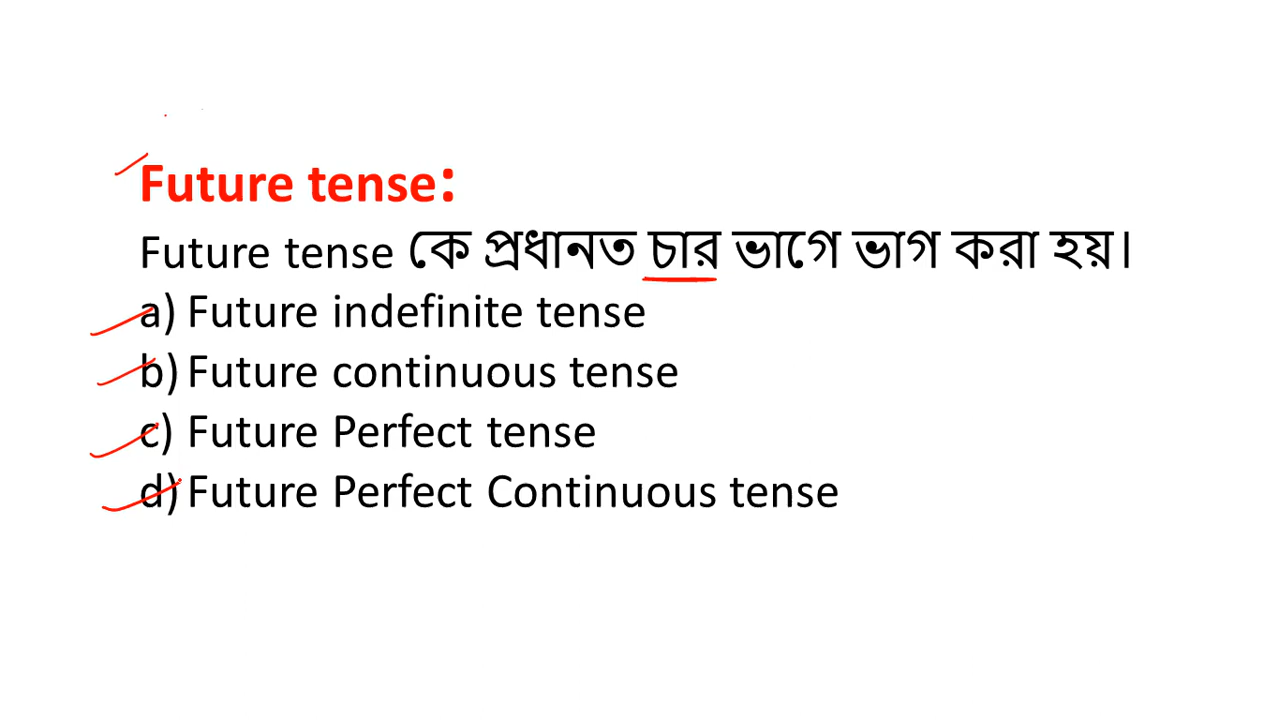 Future tense:
Future tense কে প্রধানত চার ভাগে ভাগ করা হয়।
a) Future indefinite tense
b) Future continuous tense
c) Future Perfect tense
d) Future Perfect Continuous tense